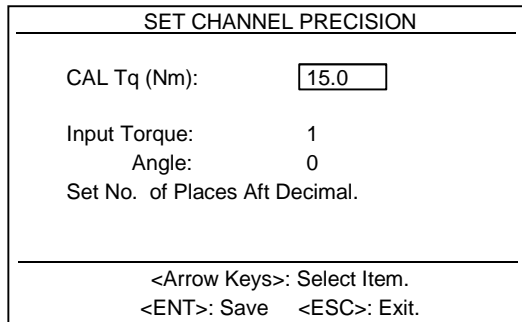 SET CHANNEL PRECISION
CAL Tq (Nm): 15.0
Input Torque: 1
Angle: 0
Set No. of Places Aft Decimal.
<Arrow Keys>: Select Item.
<ENT>: Save <ESC>: Exit.